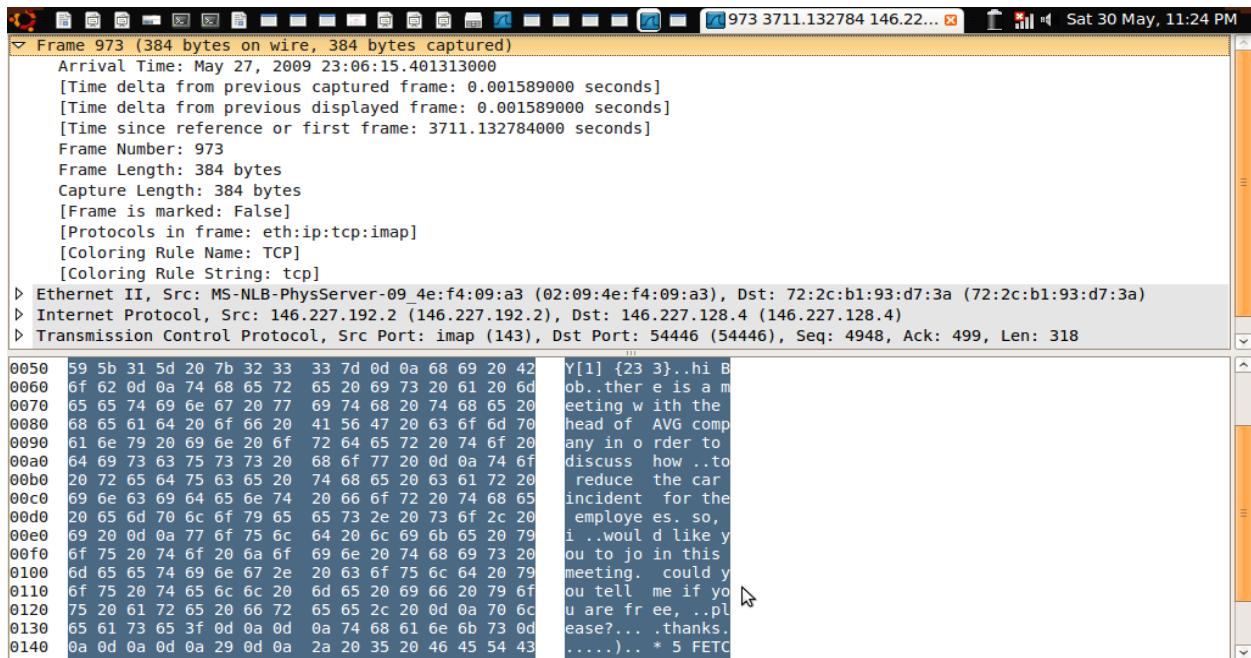 973 3711.132784 146.22...
Sat 30 May, 11:24 PM
Frame 973 (384 bytes on wire, 384 bytes captured)
Arrival Time: May 27, 2009 23:06:15.401313000
[Time delta from previous captured frame: 0.001589000 seconds]
[Time delta from previous displayed frame: 0.001589000 seconds]
[Time since reference or first frame: 3711.132784000 seconds]
Frame Number: 973
Frame Length: 384 bytes
Capture Length: 384 bytes
[Frame is marked: False]
[Protocols in frame: eth:ip:tcp:imap]
[Coloring Rule Name: TCP]
[Coloring Rule String: tcp]
Ethernet II, Src: MS-NLB-PhysServer-09_4e:f4:09:a3 (02:09:4e:f4:09:a3), Dst: 72:2c:b1:93:d7:3a (72:2c:b1:93:d7:3a)
Internet Protocol, Src: 146.227.192.2 (146.227.192.2), Dst: 146.227.128.4 (146.227.128.4)
Transmission Control Protocol, Src Port: imap (143), Dst Port: 54446 (54446), Seq: 4948, Ack: 499, Len: 318
0050 59 5b 31 5d 20 7b 32 33 33 7d 0d 0a 68 69 20 42 Y[1] {23 3}..hi B
0060 6f 62 0d 0a 74 68 65 72 65 20 69 73 20 61 20 6d ob..ther e is a m
0070 65 65 74 69 6e 67 20 77 69 74 68 20 74 68 65 20 eeting w ith the
0080 68 65 61 64 20 6f 66 20 41 56 47 20 63 6f 6d 70 head of AVG comp
0090 61 6e 79 20 69 6e 20 6f 72 64 65 72 20 74 6f 20 any in o rder to
00a0 64 69 73 63 75 73 73 20 68 6f 77 20 0d 0a 74 6f discuss how ..to
00b0 20 72 65 64 75 63 65 20 74 68 65 20 63 61 72 20 reduce the car
00c0 69 6e 63 69 64 65 6e 74 20 66 6f 72 20 74 68 65 incident for the
00d0 20 65 6d 70 6c 6f 79 65 65 73 2e 20 73 6f 2c 20 employe es. so,
00e0 69 20 0d 0a 77 6f 75 6c 64 20 6c 69 6b 65 20 79 i ..woul d like y
00f0 6f 75 20 74 6f 20 6a 6f 69 6e 20 74 68 69 73 20 ou to jo in this
0100 6d 65 65 74 69 6e 67 2e 20 63 6f 75 6c 64 20 79 meeting. could y
0110 6f 75 20 74 65 6c 6c 20 6d 65 20 69 66 20 79 6f ou tell me if yo
0120 75 20 61 72 65 20 66 72 65 65 2c 20 0d 0a 70 6c u are fr ee, ..pl
0130 65 61 73 65 3f 0d 0a 0d 0a 74 68 61 6e 6b 73 0d ease?... .thanks.
0140 0a 0d 0a 0d 0a 29 0d 0a 2a 20 35 20 46 45 54 43 .....).. * 5 FETC